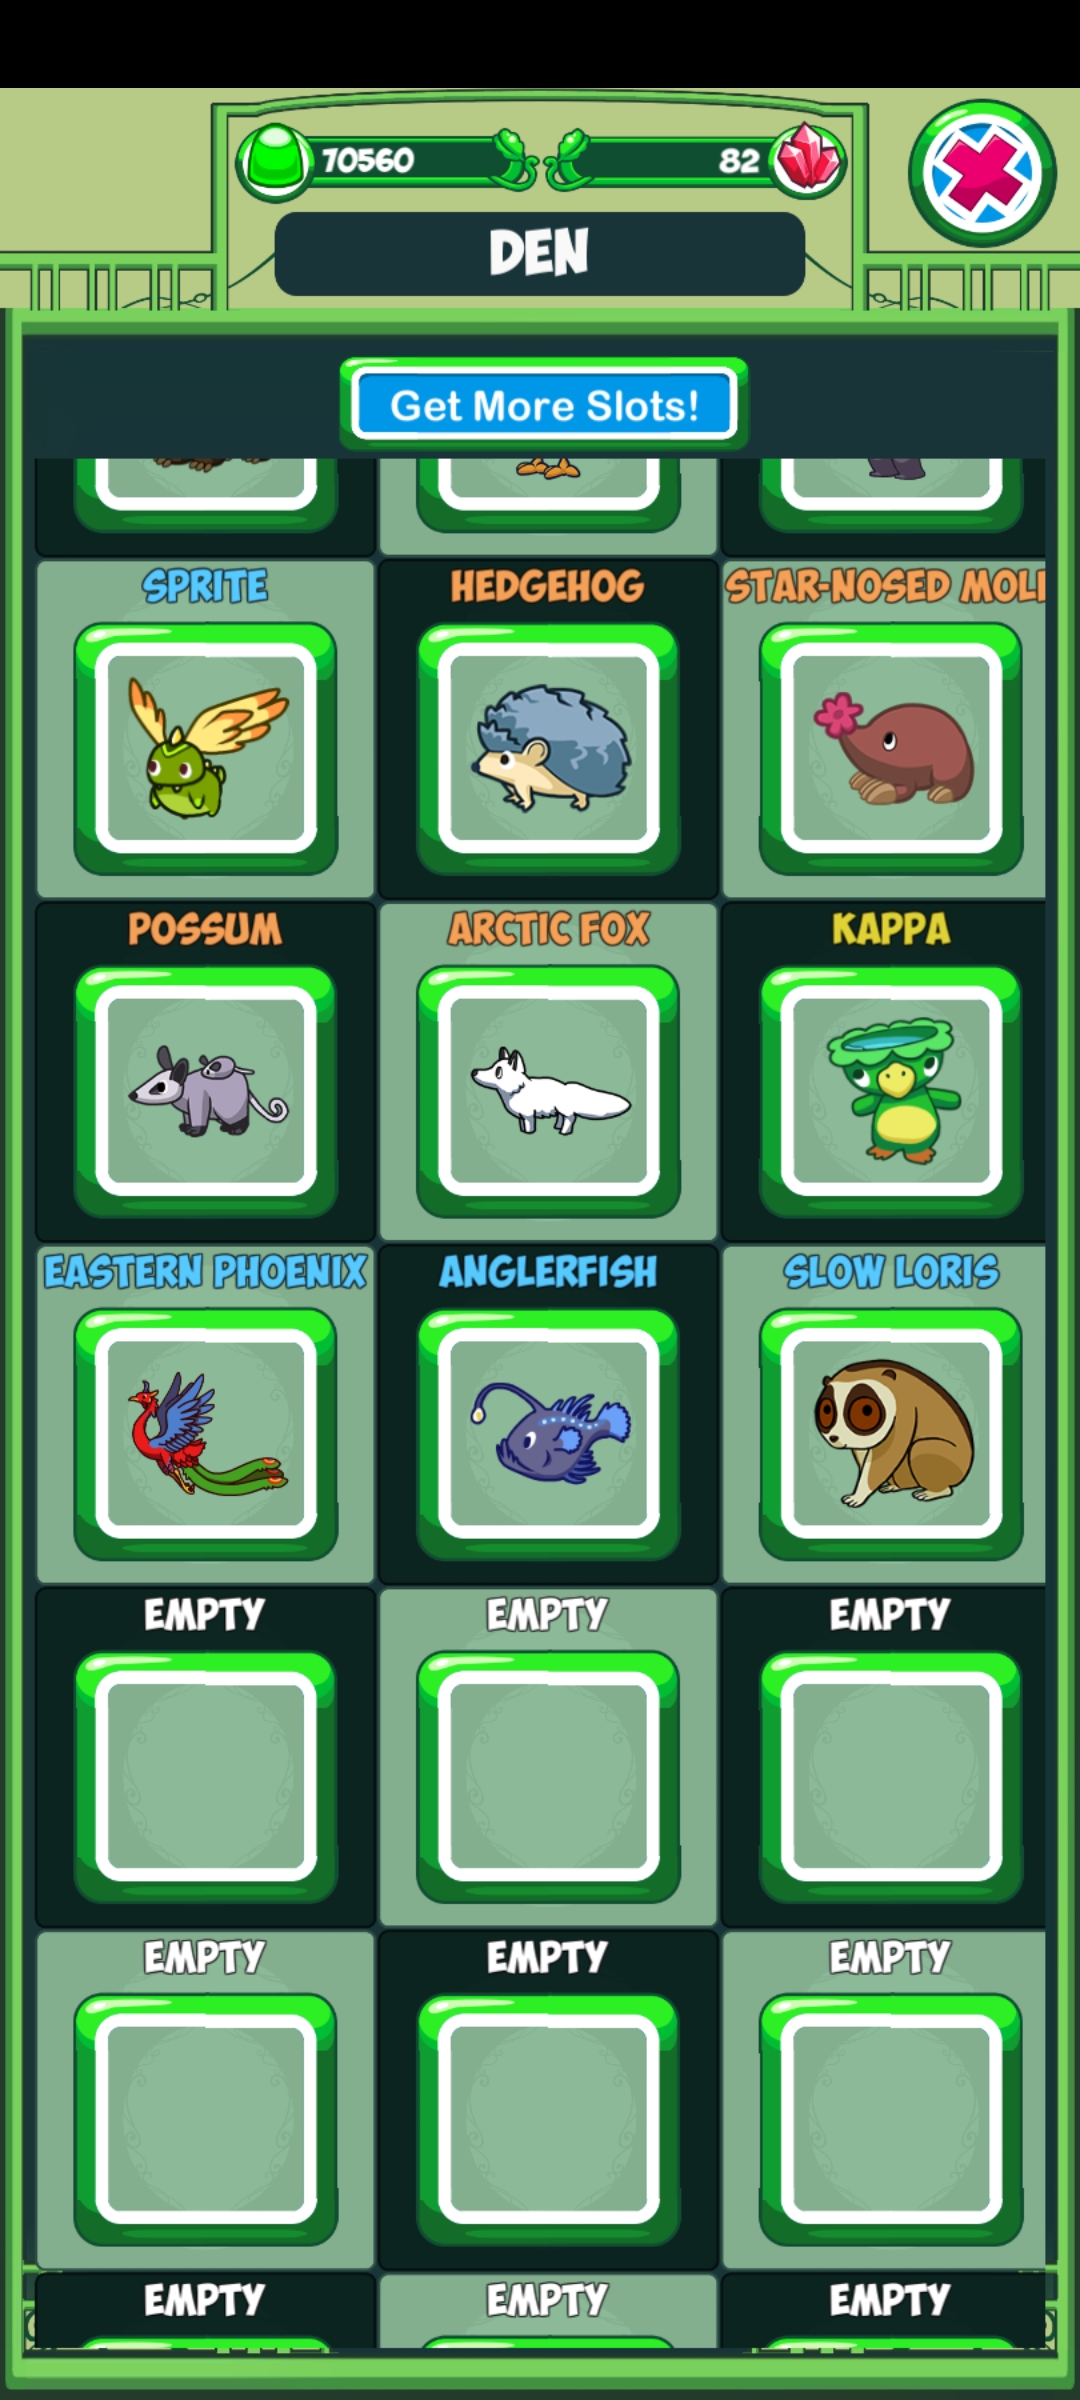 70560
82
DEN
Get More Slots!
SPRITE
HEDGEHOG
STAR-NOSED MOL
POSSUM
ARCTIC FOX
KAPPA
EASTERN PHOENIX
ANGLERFISH
SLOW LORIS
EMPTY
EMPTY
EMPTY
EMPTY
EMPTY
EMPTY
EMPTY
EMPTY
EMPTY